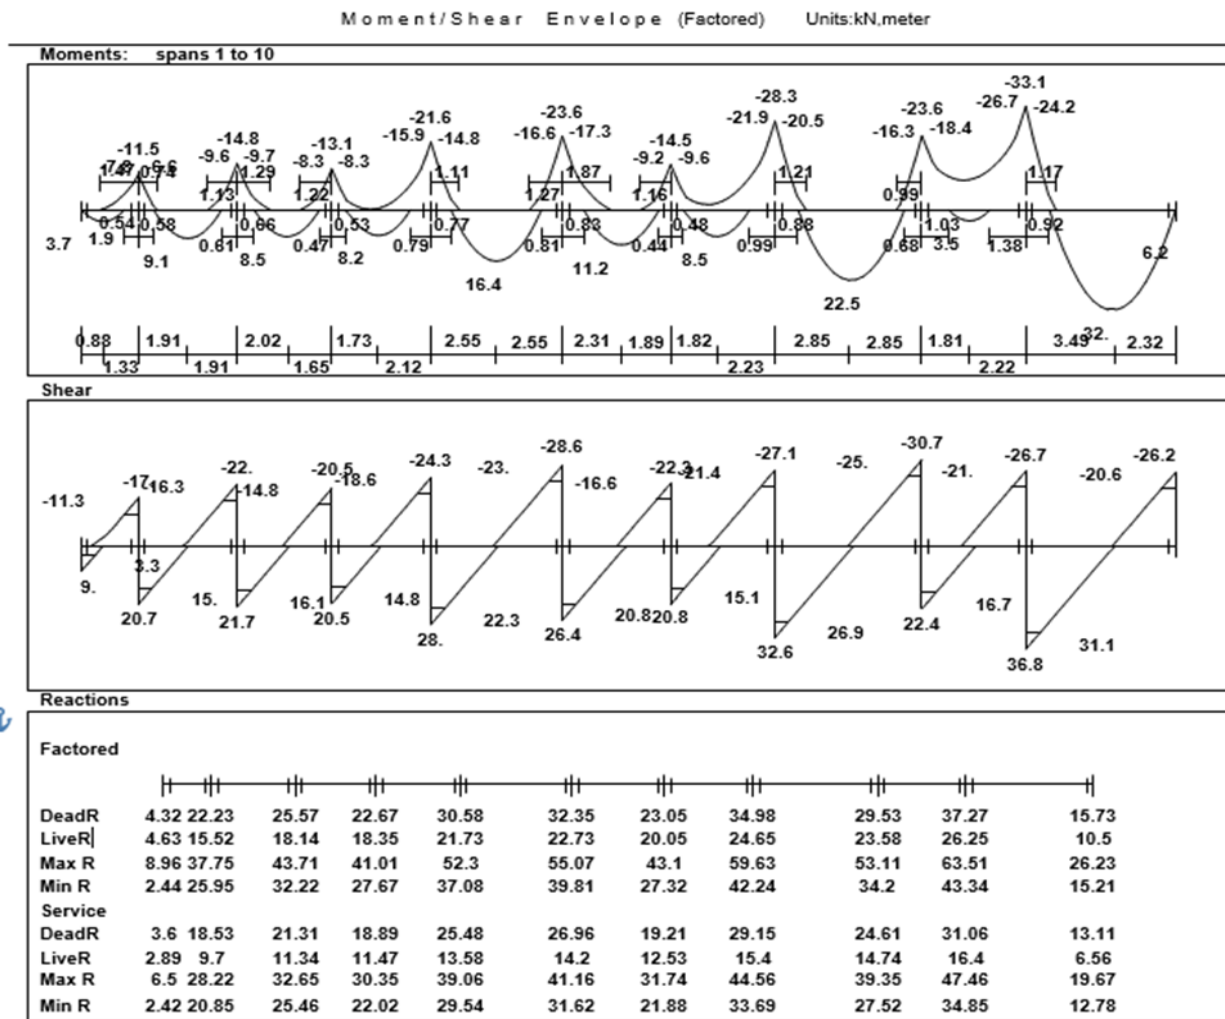 Moment/Shear Envelope (Factored) Units:kN,meter
Moments: spans 1 to 10
-33.1
-28.3 -26.7 -24.2
-21.6 -23.6 -21.9 -20.5 -23.6
-11.5 -14.8 -13.1 -15.9 -14.8 -16.6 -17.3 -14.5 -16.3 -18.4
-9.6 -9.7 -8.3 -8.3 -9.2 -9.6
1.29 1.11 1.87 1.21 1.17
1.13 1.22 1.27 1.16 0.99
0.54 0.58 0.66 0.53 0.77 0.83 0.48 0.88 1.03 0.92
3.7 1.9 0.61 0.47 0.79 0.81 0.44 0.99 0.68 3.5 1.38 6.2
9.1 8.5 8.2 11.2 8.5
16.4 22.5
32.
0.88 1.91 2.02 1.73 2.55 2.55 2.31 1.89 1.82 2.85 2.85 1.81 3.49 2.32
1.33 1.91 1.65 2.12 2.23 2.22
Shear
-28.6 -30.7
-22. -20.5 -24.3 -23. -22.3 -27.1 -25. -21. -26.7 -26.2
-11.3 -17. -16.3 -14.8 -18.6 -16.6 -21.4 -20.6
3.3
9. 15. 16.1 14.8 15.1 16.7
20.7 21.7 20.5 22.3 20.8 20.8 22.4
28. 26.4 32.6 26.9 36.8 31.1
Reactions
Factored
DeadR 4.32 22.23 25.57 22.67 30.58 32.35 23.05 34.98 29.53 37.27 15.73
LiveR 4.63 15.52 18.14 18.35 21.73 22.73 20.05 24.65 23.58 26.25 10.5
Max R 8.96 37.75 43.71 41.01 52.3 55.07 43.1 59.63 53.11 63.51 26.23
Min R 2.44 25.95 32.22 27.67 37.08 39.81 27.32 42.24 34.2 43.34 15.21
Service
DeadR 3.6 18.53 21.31 18.89 25.48 26.96 19.21 29.15 24.61 31.06 13.11
LiveR 2.89 9.7 11.34 11.47 13.58 14.2 12.53 15.4 14.74 16.4 6.56
Max R 6.5 28.22 32.65 30.35 39.06 41.16 31.74 44.56 39.35 47.46 19.67
Min R 2.42 20.85 25.46 22.02 29.54 31.62 21.88 33.69 27.52 34.85 12.78